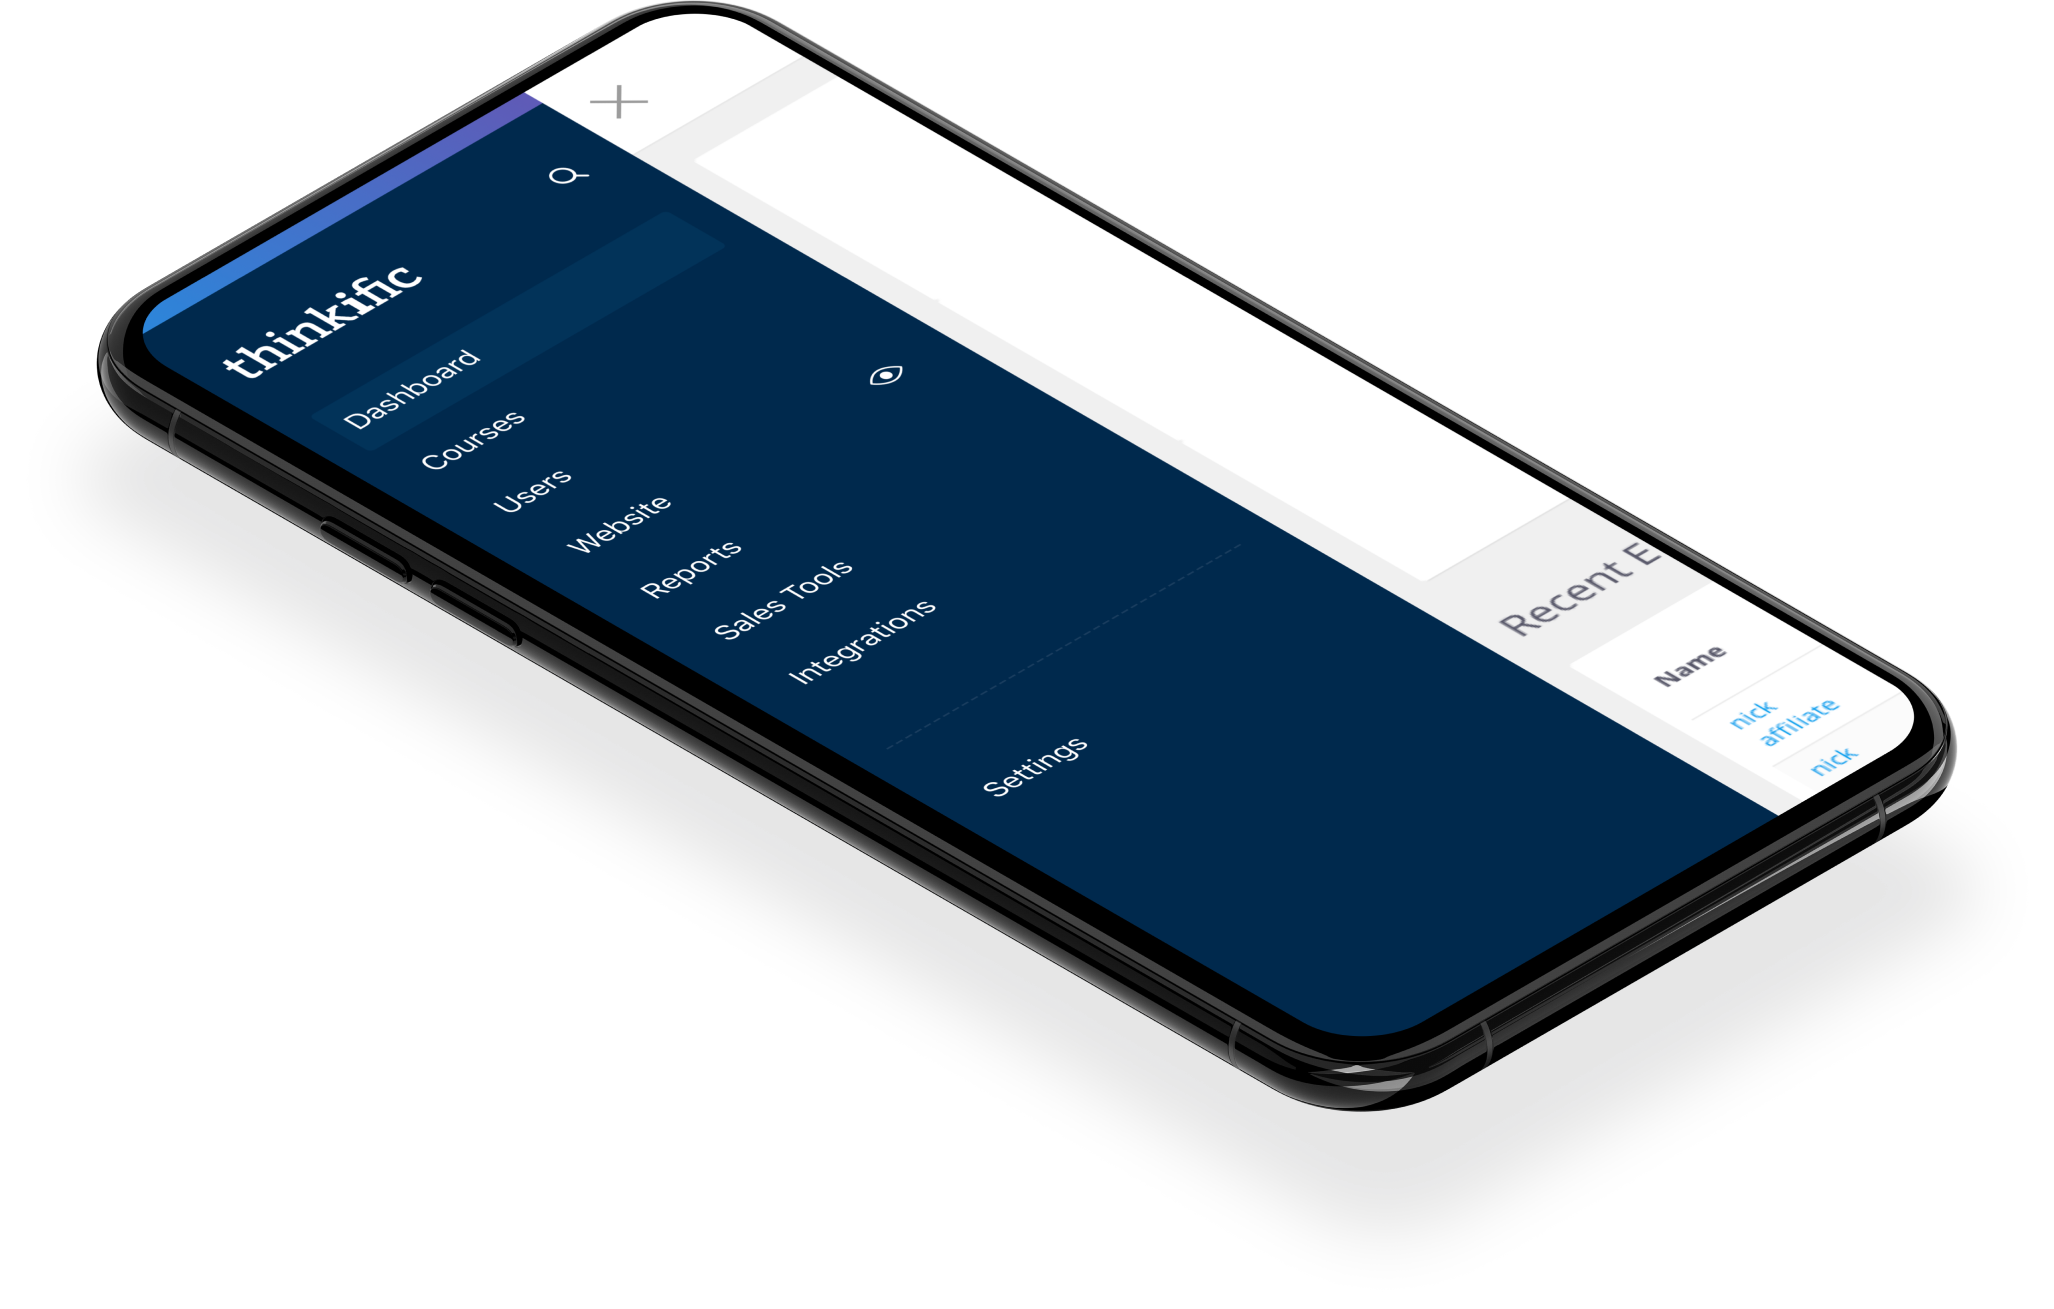 thinkific
Dashboard
Courses
Users
Website
Reports
Sales Tools
Integrations
Settings
Recent E
Name
nick
affiliate
nick